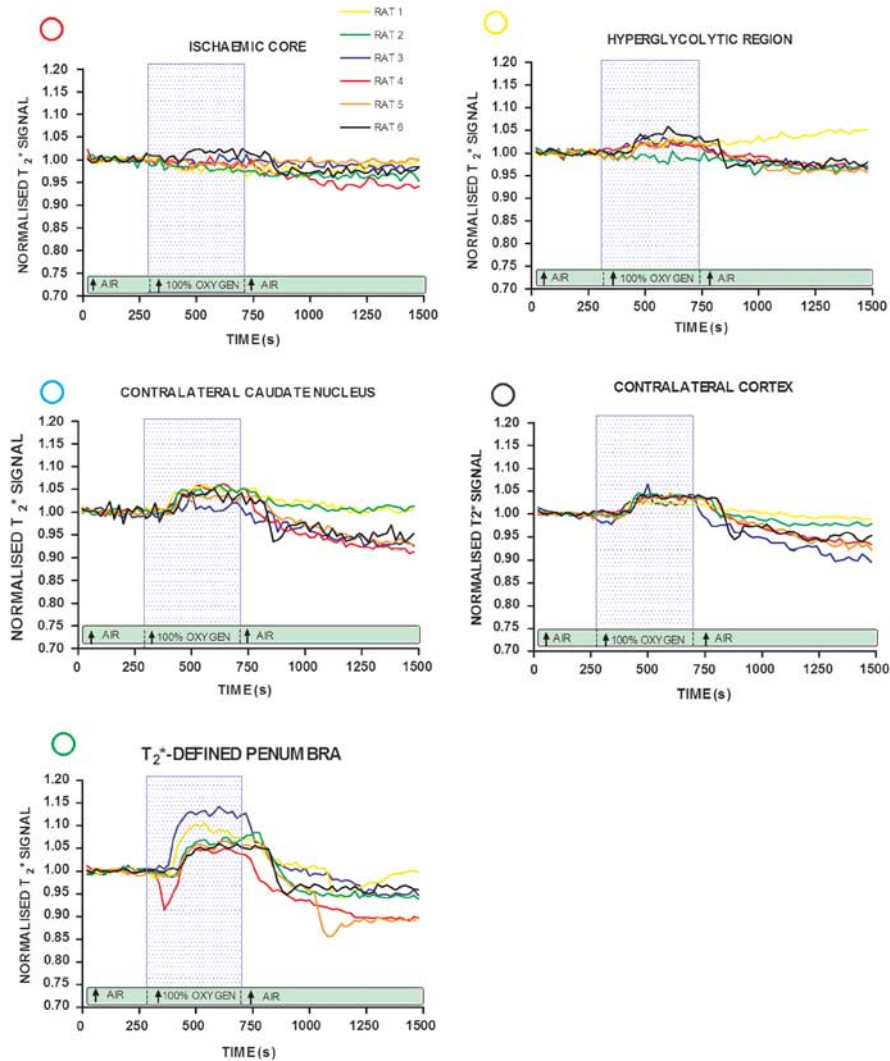 ISCHAEMIC CORE
RAT 1
RAT 2
RAT 3
RAT 4
RAT 5
RAT 6
NORMALISED T2* SIGNAL
1.20
1.15
1.10
1.05
1.00
0.95
0.90
0.85
0.80
0.75
0.70
AIR
100% OXYGEN
AIR
0 250 500 750 1000 1250 1500
TIME (s)
HYPERGLYCOLYTIC REGION
NORMALISED T2* SIGNAL
1.20
1.15
1.10
1.05
1.00
0.95
0.90
0.85
0.80
0.75
0.70
AIR
100% OXYGEN
AIR
0 250 500 750 1000 1250 1500
TIME (s)
CONTRALATERAL CAUDATE NUCLEUS
NORMALISED T2* SIGNAL
1.20
1.15
1.10
1.05
1.00
0.95
0.90
0.85
0.80
0.75
0.70
AIR
100% OXYGEN
AIR
0 250 500 750 1000 1250 1500
TIME (s)
CONTRALATERAL CORTEX
NORMALISED T2* SIGNAL
1.20
1.15
1.10
1.05
1.00
0.95
0.90
0.85
0.80
0.75
0.70
AIR
100% OXYGEN
AIR
0 250 500 750 1000 1250 1500
TIME (s)
T2*-DEFINED PENUMBRA
NORMALISED T2* SIGNAL
1.20
1.15
1.10
1.05
1.00
0.95
0.90
0.85
0.80
0.75
0.70
AIR
100% OXYGEN
AIR
0 250 500 750 1000 1250 1500
TIME (s)